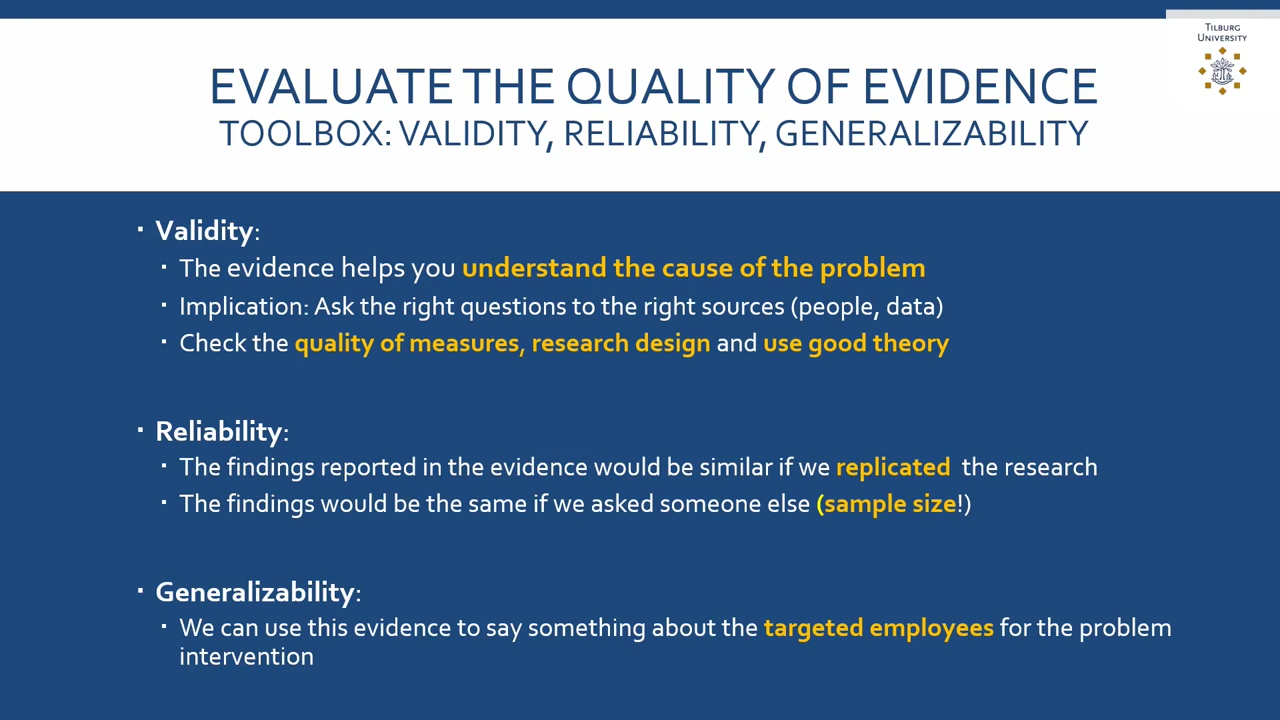 TILBURG
UNIVERSITY
EVALUATE THE QUALITY OF EVIDENCE
TOOLBOX: VALIDITY, RELIABILITY, GENERALIZABILITY
▪ Validity:
▪ The evidence helps you understand the cause of the problem
▪ Implication: Ask the right questions to the right sources (people, data)
▪ Check the quality of measures, research design and use good theory
▪ Reliability:
▪ The findings reported in the evidence would be similar if we replicated the research
▪ The findings would be the same if we asked someone else (sample size!)
▪ Generalizability:
▪ We can use this evidence to say something about the targeted employees for the problem
intervention